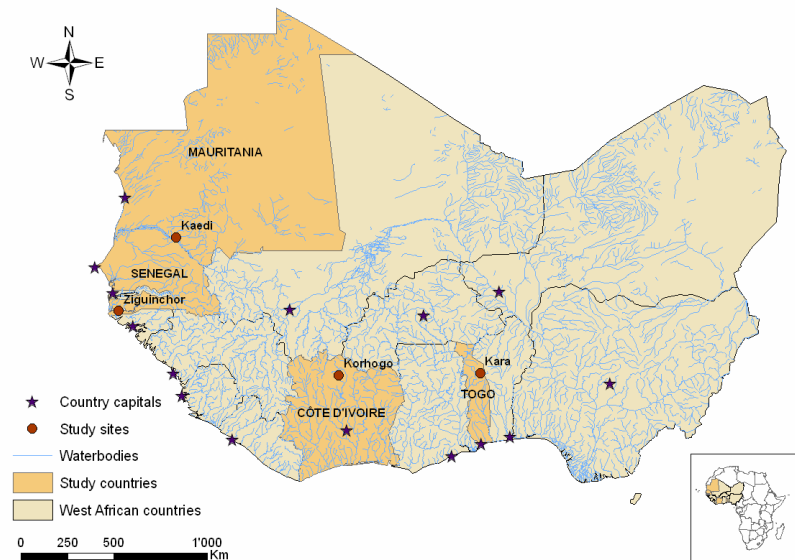 N
W E
S
MAURITANIA
Kaedi
SENEGAL
Ziguinchor
Korhogo
Kara
TOGO
CÔTE D'IVOIRE
Country capitals
Study sites
Waterbodies
Study countries
West African countries
0 250 500 1'000
Km